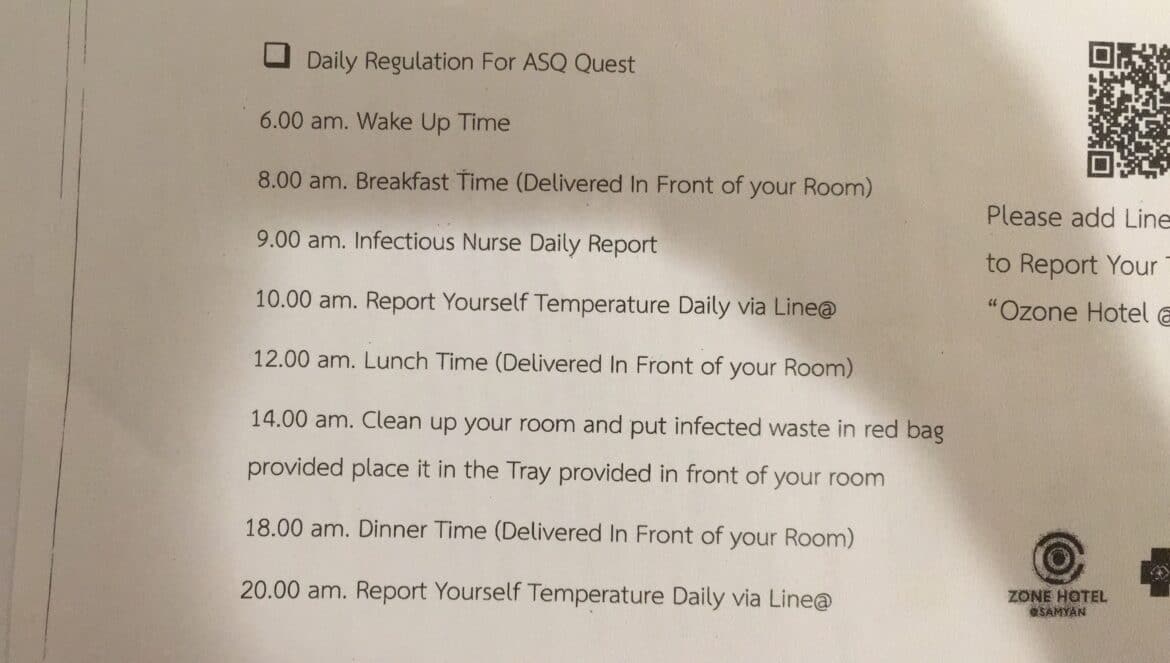 ❑ Daily Regulation For ASQ Quest
6.00 am. Wake Up Time
8.00 am. Breakfast Time (Delivered In Front of your Room)
9.00 am. Infectious Nurse Daily Report
10.00 am. Report Yourself Temperature Daily via Line@
12.00 am. Lunch Time (Delivered In Front of your Room)
14.00 am. Clean up your room and put infected waste in red bag
provided place it in the Tray provided in front of your room
18.00 am. Dinner Time (Delivered In Front of your Room)
20.00 am. Report Yourself Temperature Daily via Line@
Please add Line
to Report Your
“Ozone Hotel @
ZONE HOTEL
@SAMYAN